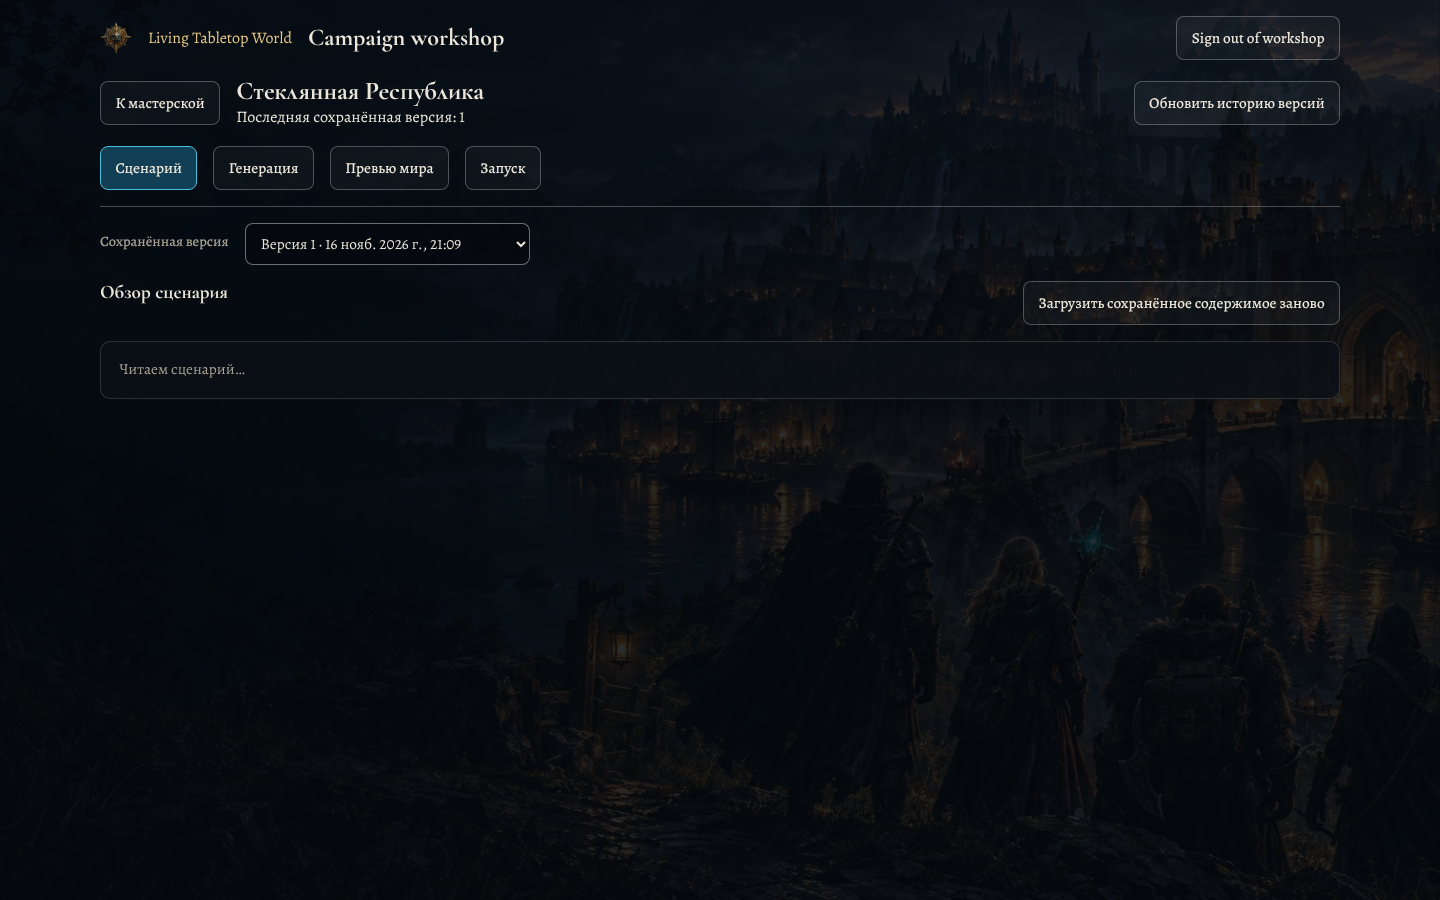 Living Tabletop World Campaign workshop Sign out of workshop
К мастерской Стеклянная Республика Обновить историю версий
Последняя сохранённая версия: 1
Сценарий Генерация Превью мира Запуск
Сохранённая версия Версия 1 · 16 нояб. 2026 г., 21:09
Обзор сценария Загрузить сохранённое содержимое заново
Читаем сценарий…